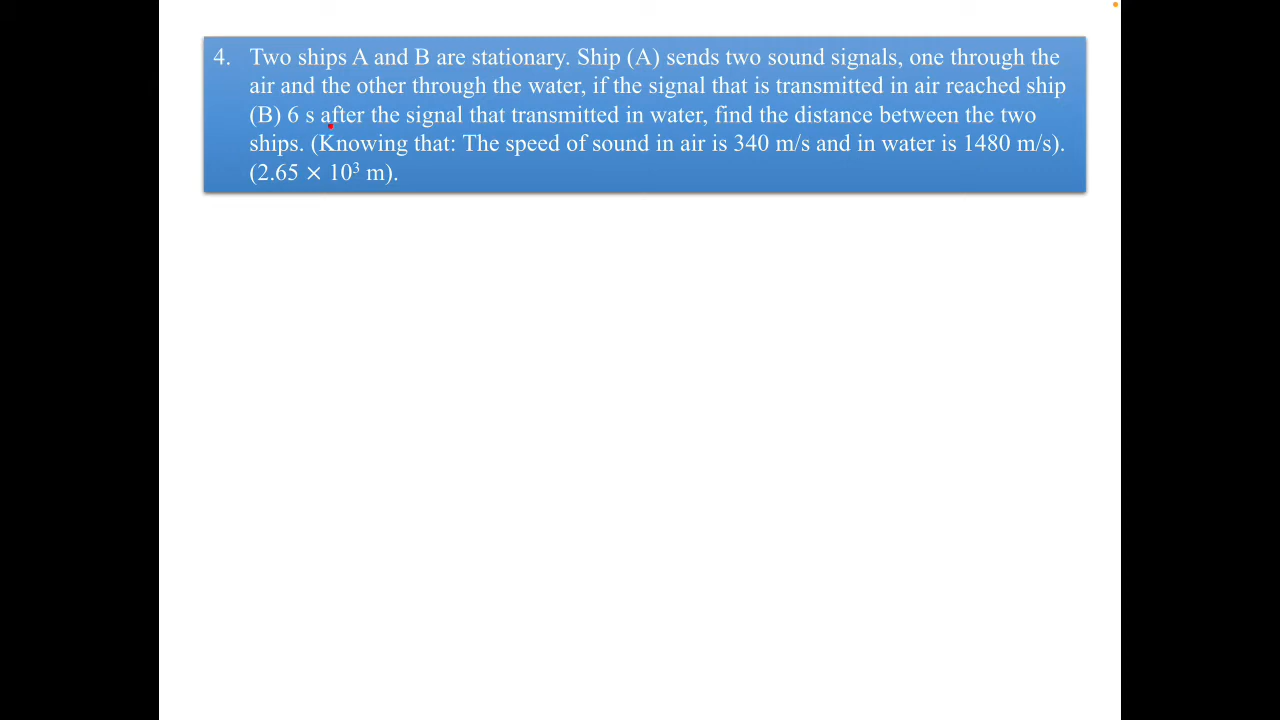 4. Two ships A and B are stationary. Ship (A) sends two sound signals, one through the
air and the other through the water, if the signal that is transmitted in air reached ship
(B) 6 s after the signal that transmitted in water, find the distance between the two
ships. (Knowing that: The speed of sound in air is 340 m/s and in water is 1480 m/s).
(2.65 × 10³ m).